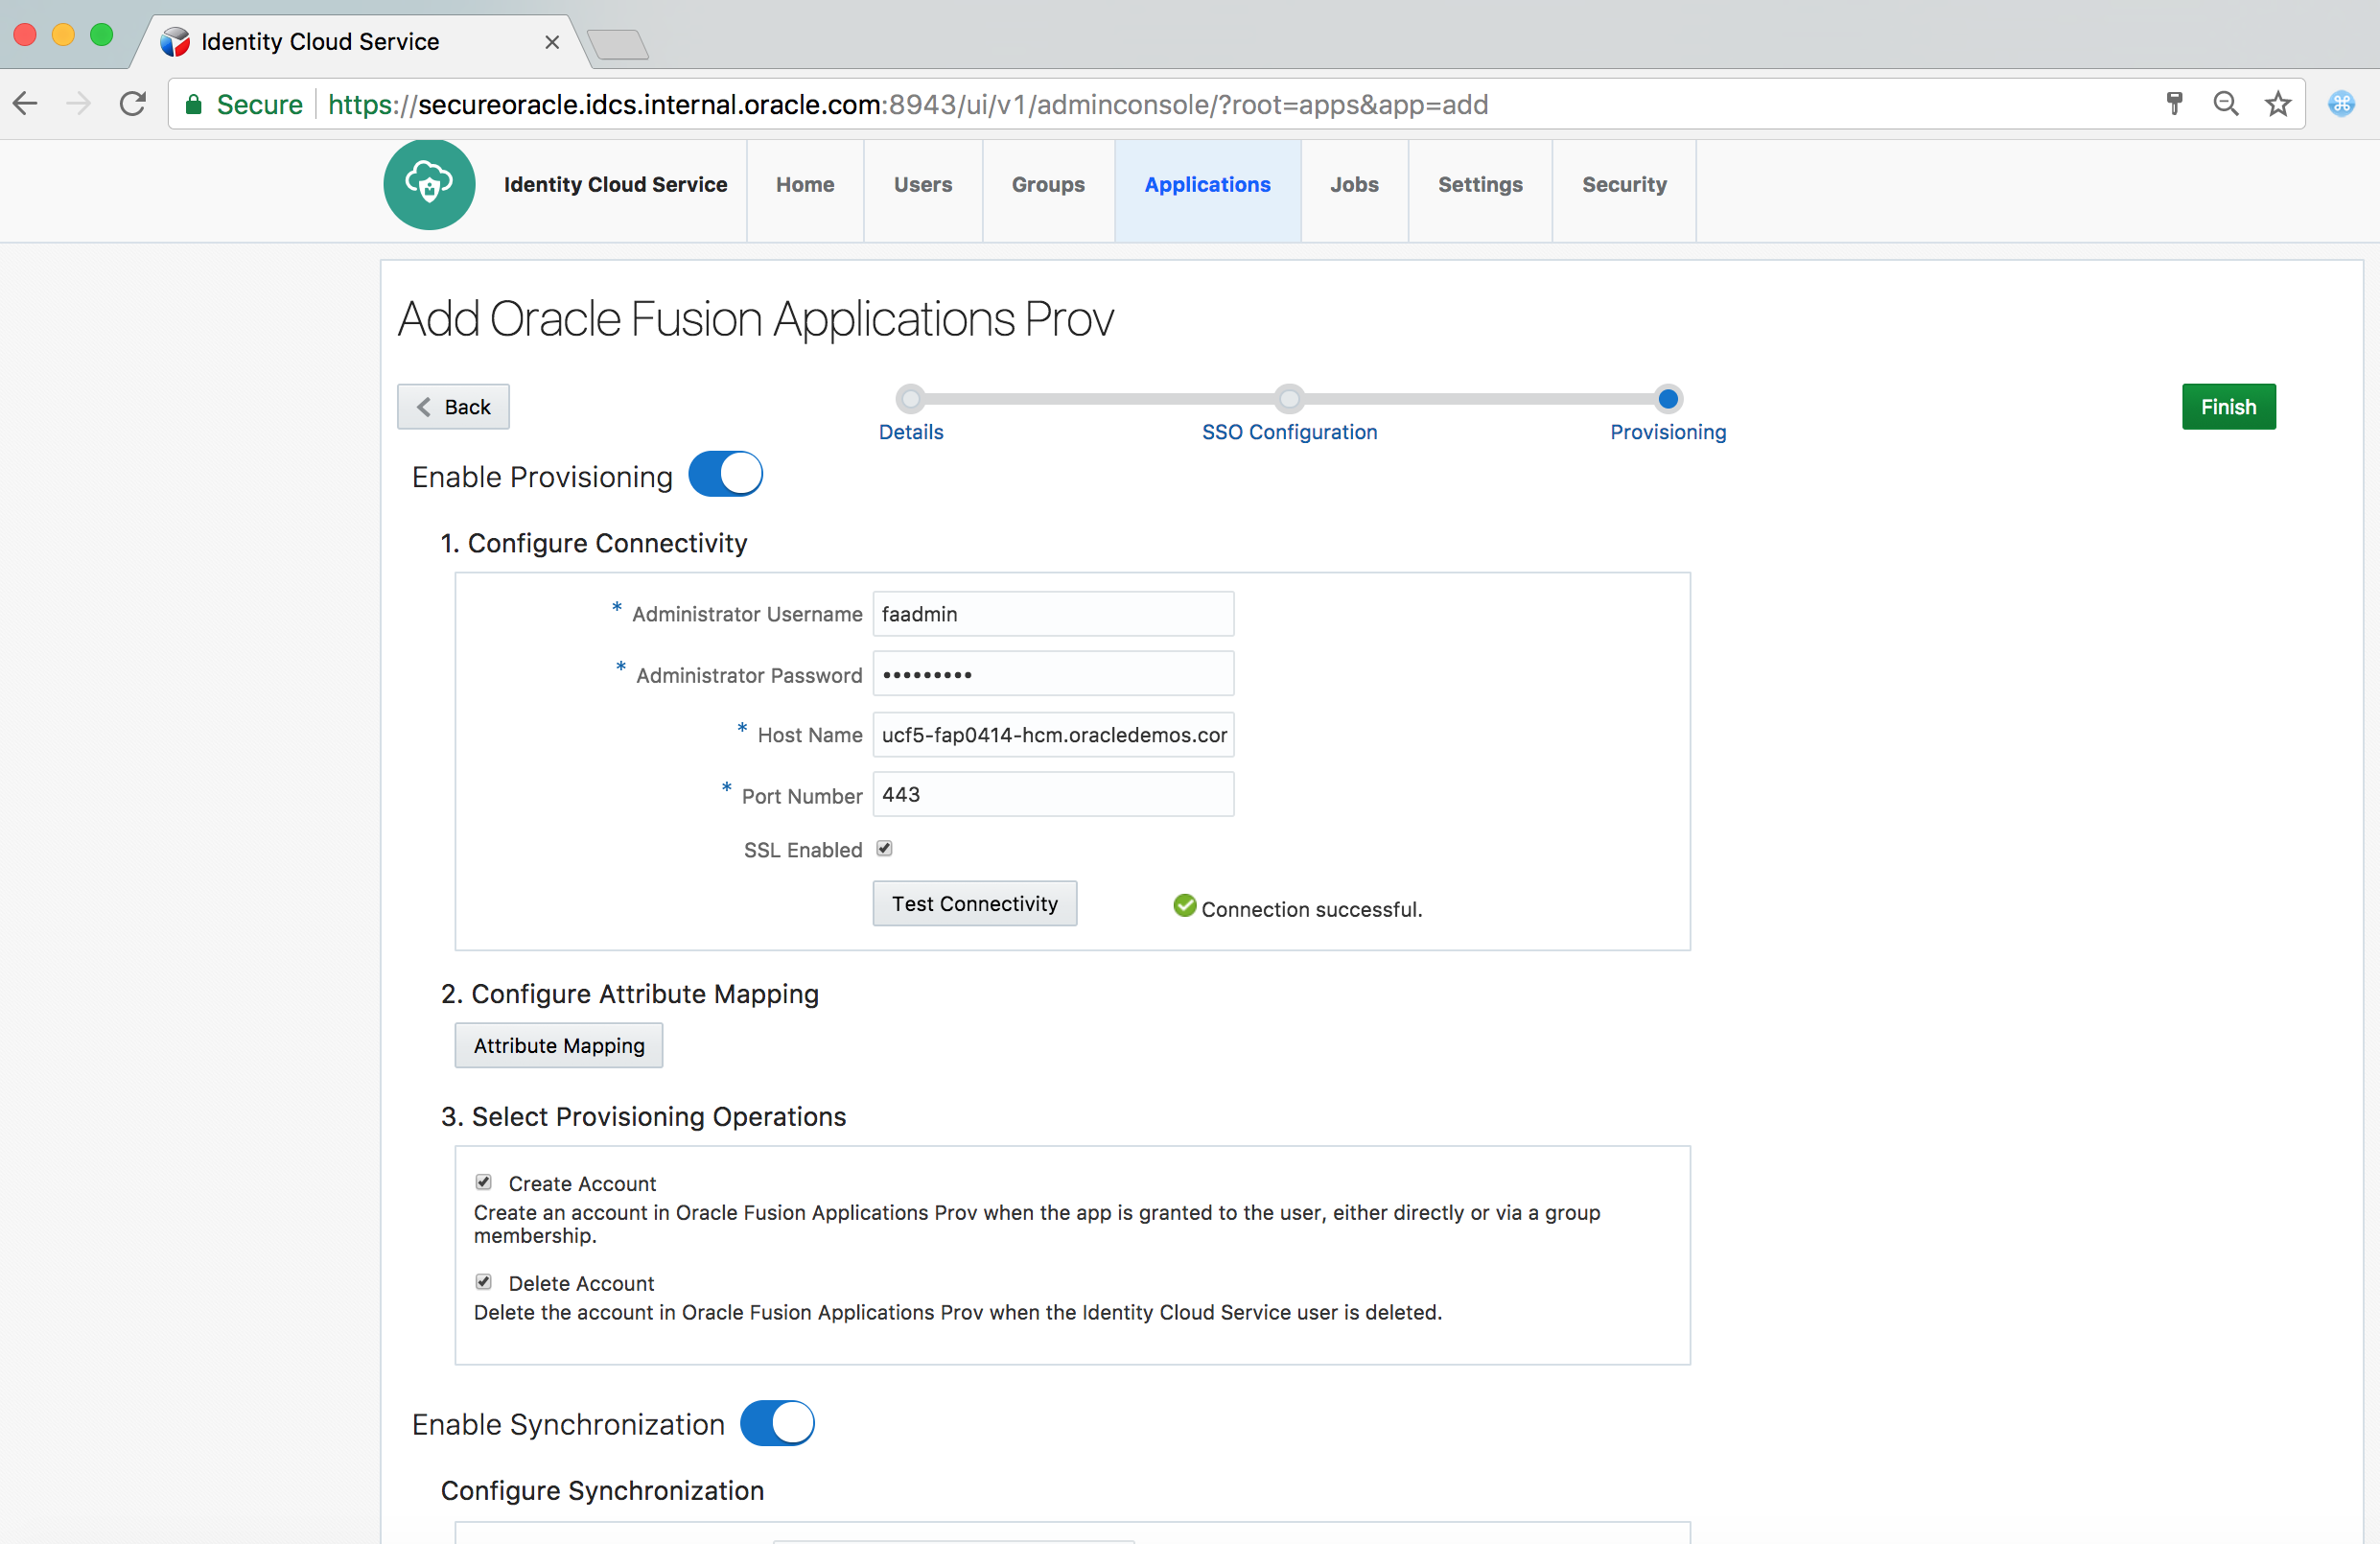 Identity Cloud Service
Secure https://secureoracle.idcs.internal.oracle.com:8943/ui/v1/adminconsole/?root=apps&app=add
Identity Cloud Service Home Users Groups Applications Jobs Settings Security
Add Oracle Fusion Applications Prov
Back
Finish
Details SSO Configuration Provisioning
Enable Provisioning
1. Configure Connectivity
* Administrator Username faadmin
* Administrator Password •••••••••
* Host Name ucf5-fap0414-hcm.oracledemos.cor
* Port Number 443
SSL Enabled
Test Connectivity Connection successful.
2. Configure Attribute Mapping
Attribute Mapping
3. Select Provisioning Operations
Create Account
Create an account in Oracle Fusion Applications Prov when the app is granted to the user, either directly or via a group
membership.
Delete Account
Delete the account in Oracle Fusion Applications Prov when the Identity Cloud Service user is deleted.
Enable Synchronization
Configure Synchronization